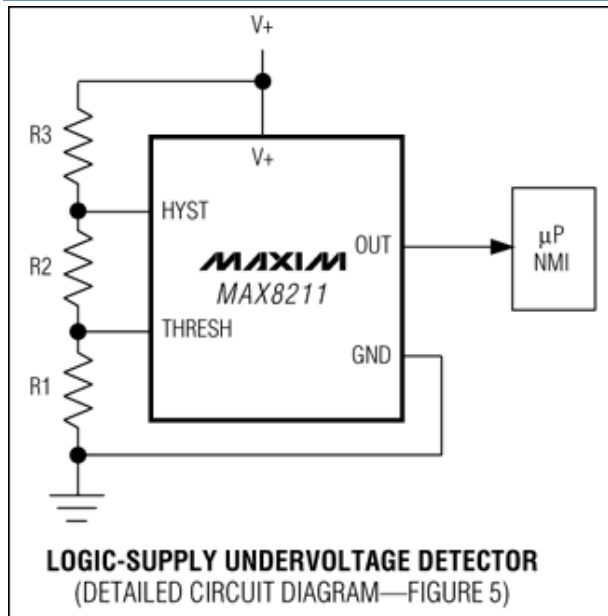 V+
R3
V+
HYST
OUT
µP
NMI
R2
MAXIM
MAX8211
THRESH
GND
R1
LOGIC-SUPPLY UNDERVOLTAGE DETECTOR
(DETAILED CIRCUIT DIAGRAM—FIGURE 5)